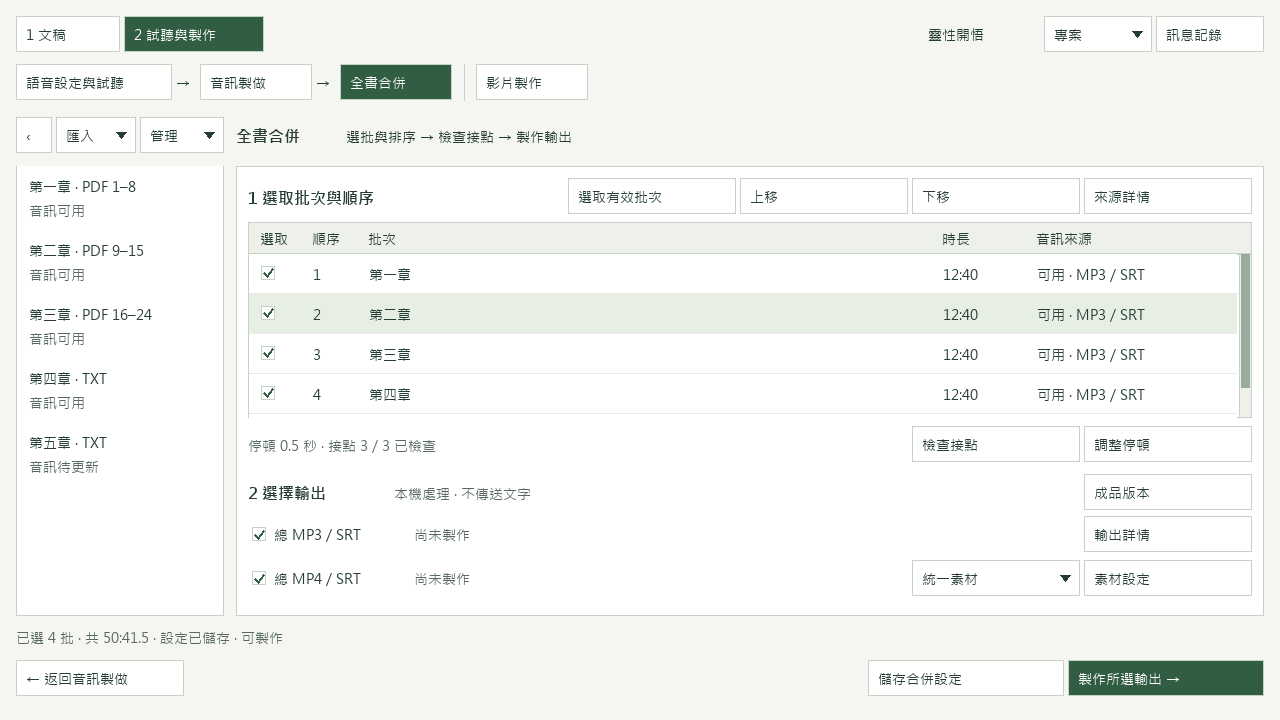 1 文稿
2 試聽與製作
靈性開悟
專案
訊息記錄
語音設定與試聽 → 音訊製做 → 全書合併
影片製作
‹
匯入
管理
全書合併
選批與排序 → 檢查接點 → 製作輸出
第一章 · PDF 1–8
音訊可用
第二章 · PDF 9–15
音訊可用
第三章 · PDF 16–24
音訊可用
第四章 · TXT
音訊可用
第五章 · TXT
音訊待更新
1 選取批次與順序
選取有效批次
上移
下移
來源詳情
選取 順序 批次 時長 音訊來源
1 第一章 12:40 可用 · MP3 / SRT
2 第二章 12:40 可用 · MP3 / SRT
3 第三章 12:40 可用 · MP3 / SRT
4 第四章 12:40 可用 · MP3 / SRT
停頓 0.5 秒 · 接點 3 / 3 已檢查
檢查接點
調整停頓
2 選擇輸出
本機處理 · 不傳送文字
成品版本
總 MP3 / SRT 尚未製作
輸出詳情
總 MP4 / SRT 尚未製作
統一素材
素材設定
已選 4 批 · 共 50:41.5 · 設定已儲存 · 可製作
← 返回音訊製做
儲存合併設定
製作所選輸出 →